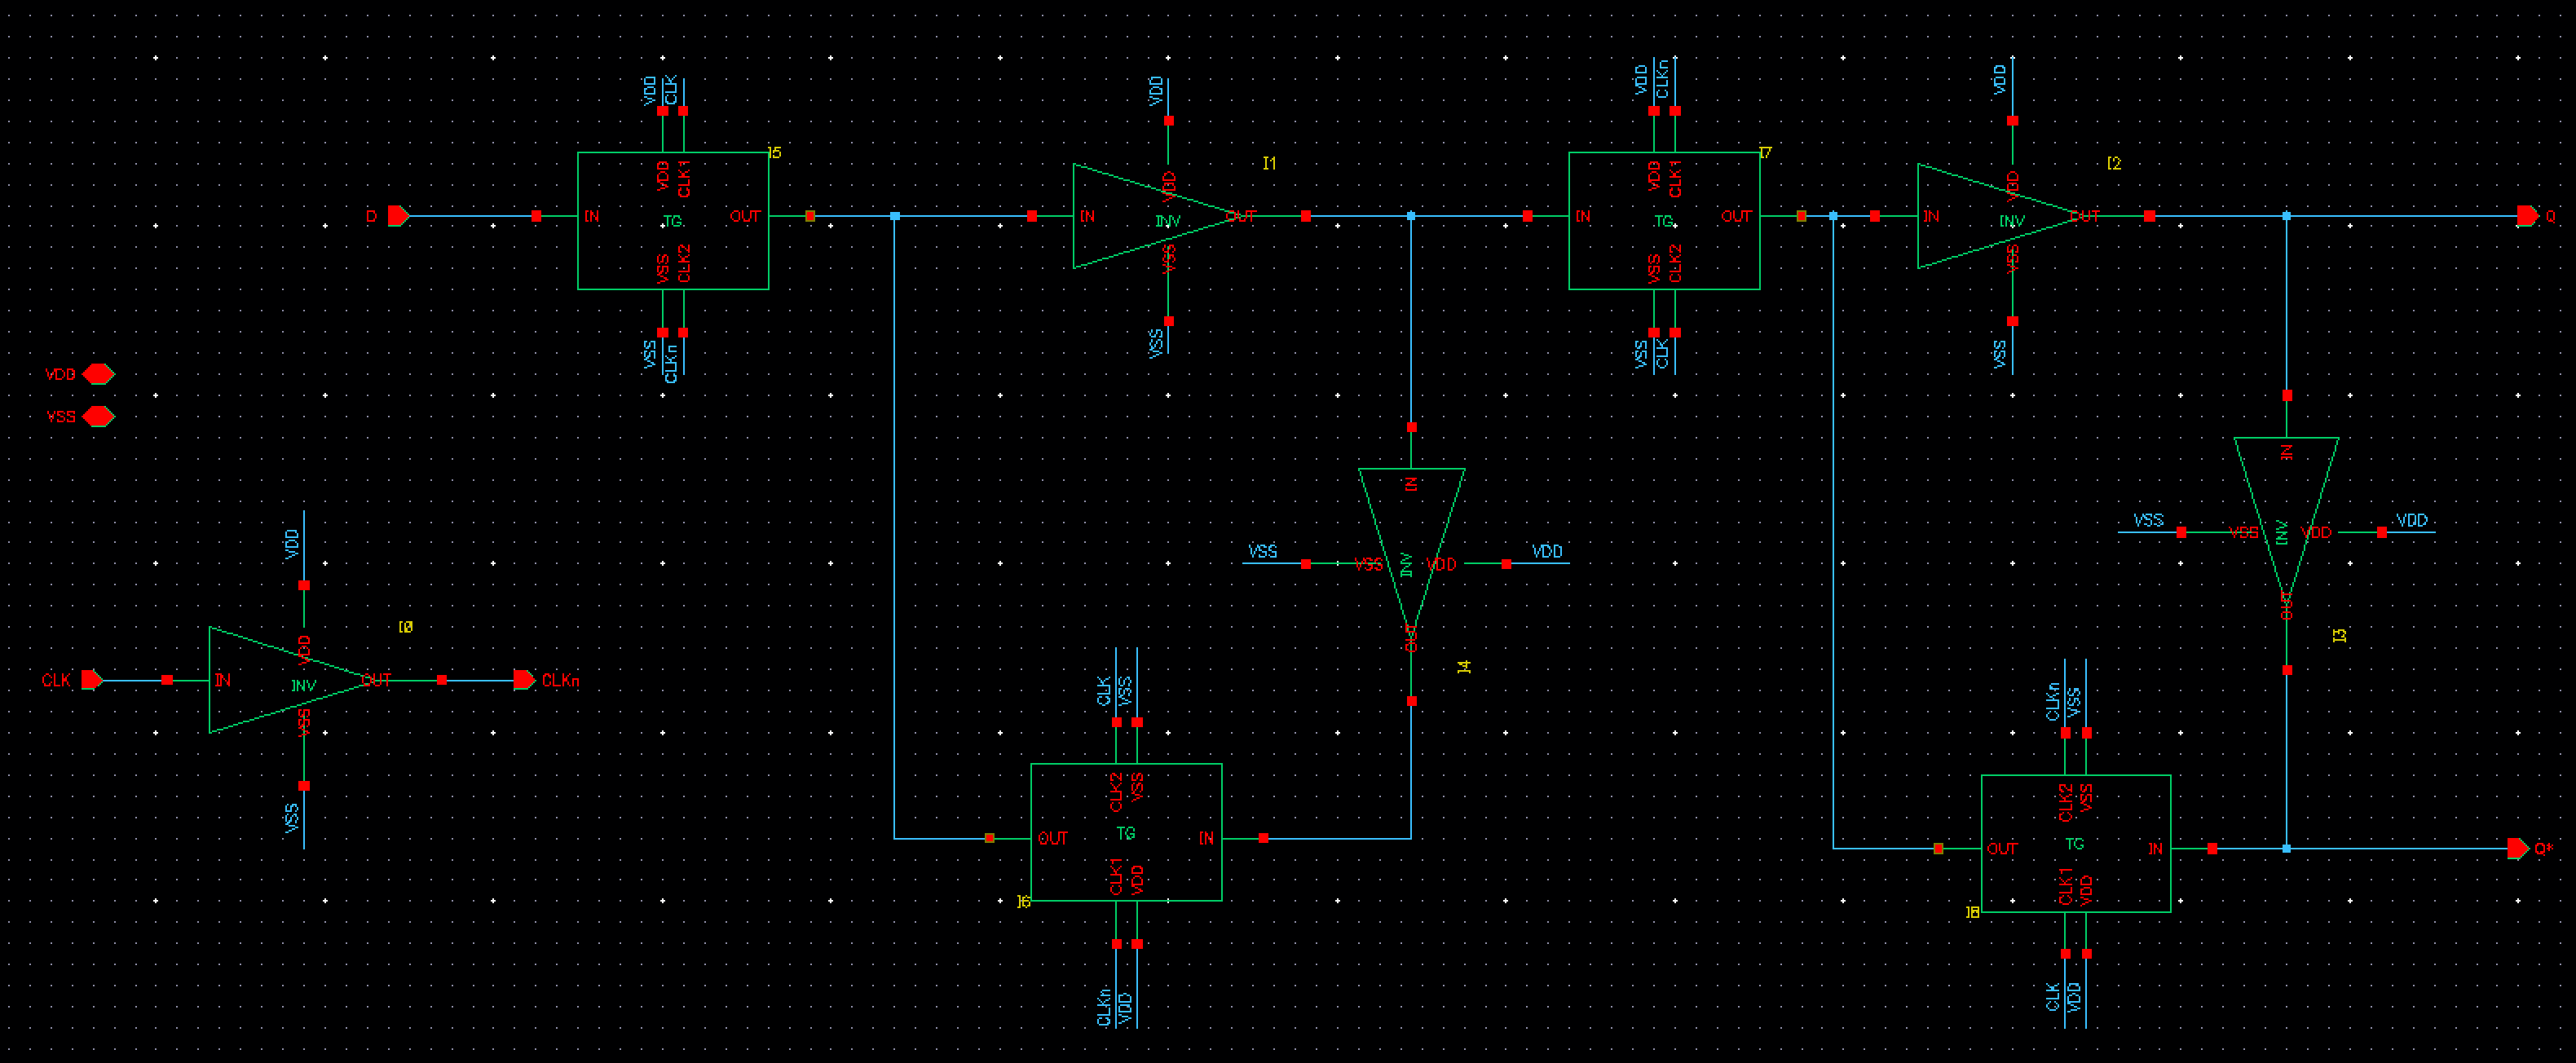 VDD CLK
VDD
VDD CLKn
VDD
I5
I1
I7
I2
VDD CLK1
VDD
VDD CLK1
VDD
D
IN
TG
OUT
IN
INV
OUT
IN
TG
OUT
IN
INV
OUT
Q
VSS CLK2
VSS
VSS CLK2
VSS
VSS CLKn
VSS
VSS CLK
VSS
VDD
VSS
IN
IN
VSS
VSS
INV
VDD
VDD
VSS
VSS
INV
VDD
VDD
VDD
OUT
OUT
I0
I4
I3
VDD
CLK
IN
INV
OUT
CLKn
VSS
VSS
CLK VSS
CLKn VSS
CLK2 VSS
CLK2 VSS
OUT
TG
IN
OUT
TG
IN
Q*
CLK1 VDD
CLK1 VDD
I6
I8
CLKn VDD
CLK VDD